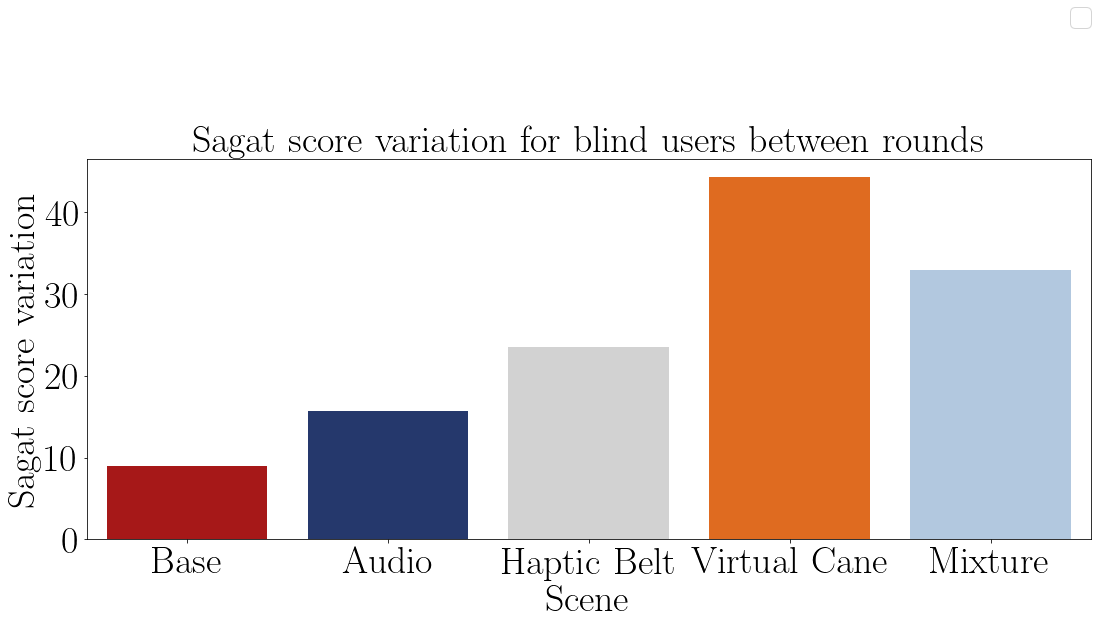 Sagat score variation for blind users between rounds
Sagat score variation
40
30
20
10
0
Base Audio Haptic Belt Virtual Cane Mixture
Scene